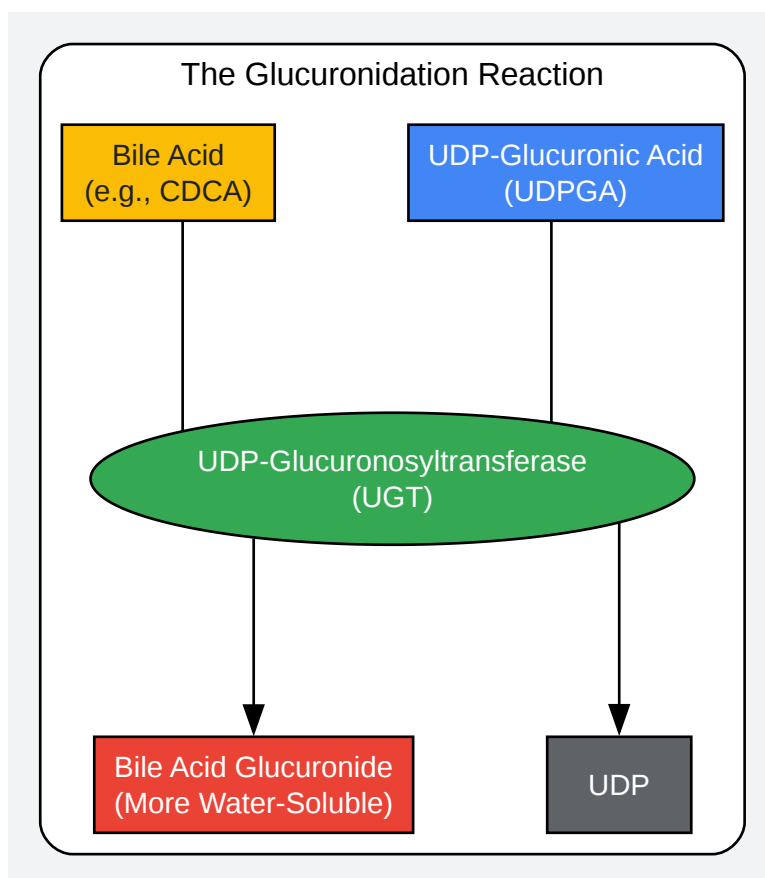 The Glucuronidation Reaction
Bile Acid
(e.g., CDCA)
UDP-Glucuronic Acid
(UDPGA)
UDP-Glucuronosyltransferase
(UGT)
Bile Acid Glucuronide
(More Water-Soluble)
UDP